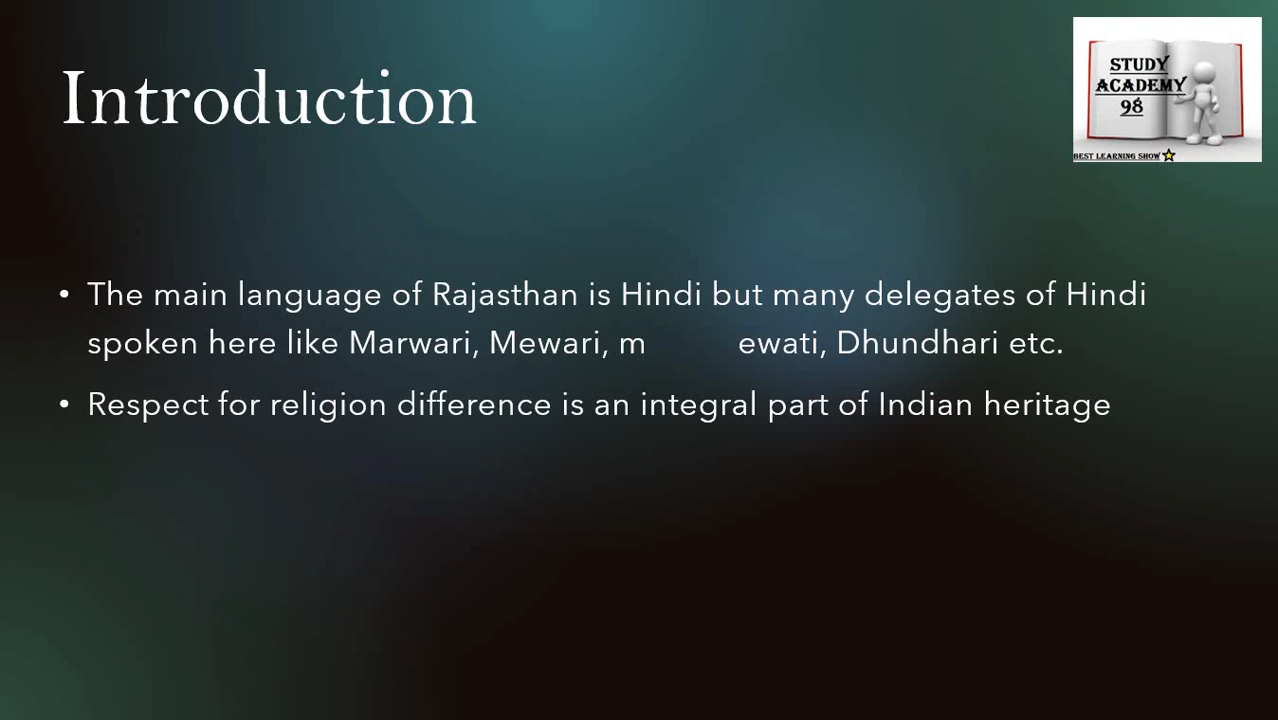 Introduction
STUDY
ACADEMY
98
BEST LEARNING SHOW
• The main language of Rajasthan is Hindi but many delegates of Hindi
spoken here like Marwari, Mewari, m ewati, Dhundhari etc.
• Respect for religion difference is an integral part of Indian heritage